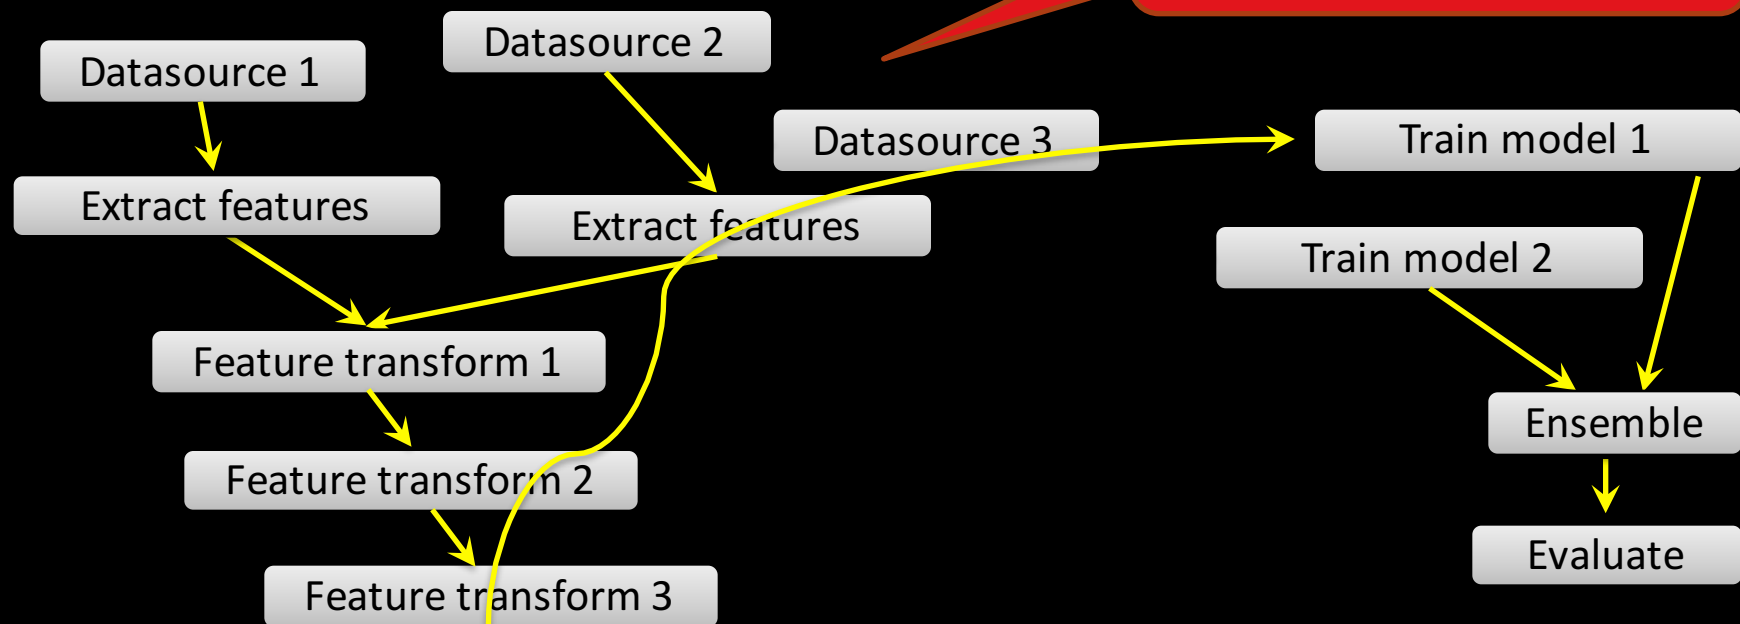 Datasource 1
Datasource 2
Datasource 3
Extract features
Extract features
Feature transform 1
Feature transform 2
Feature transform 3
Train model 1
Train model 2
Ensemble
Evaluate